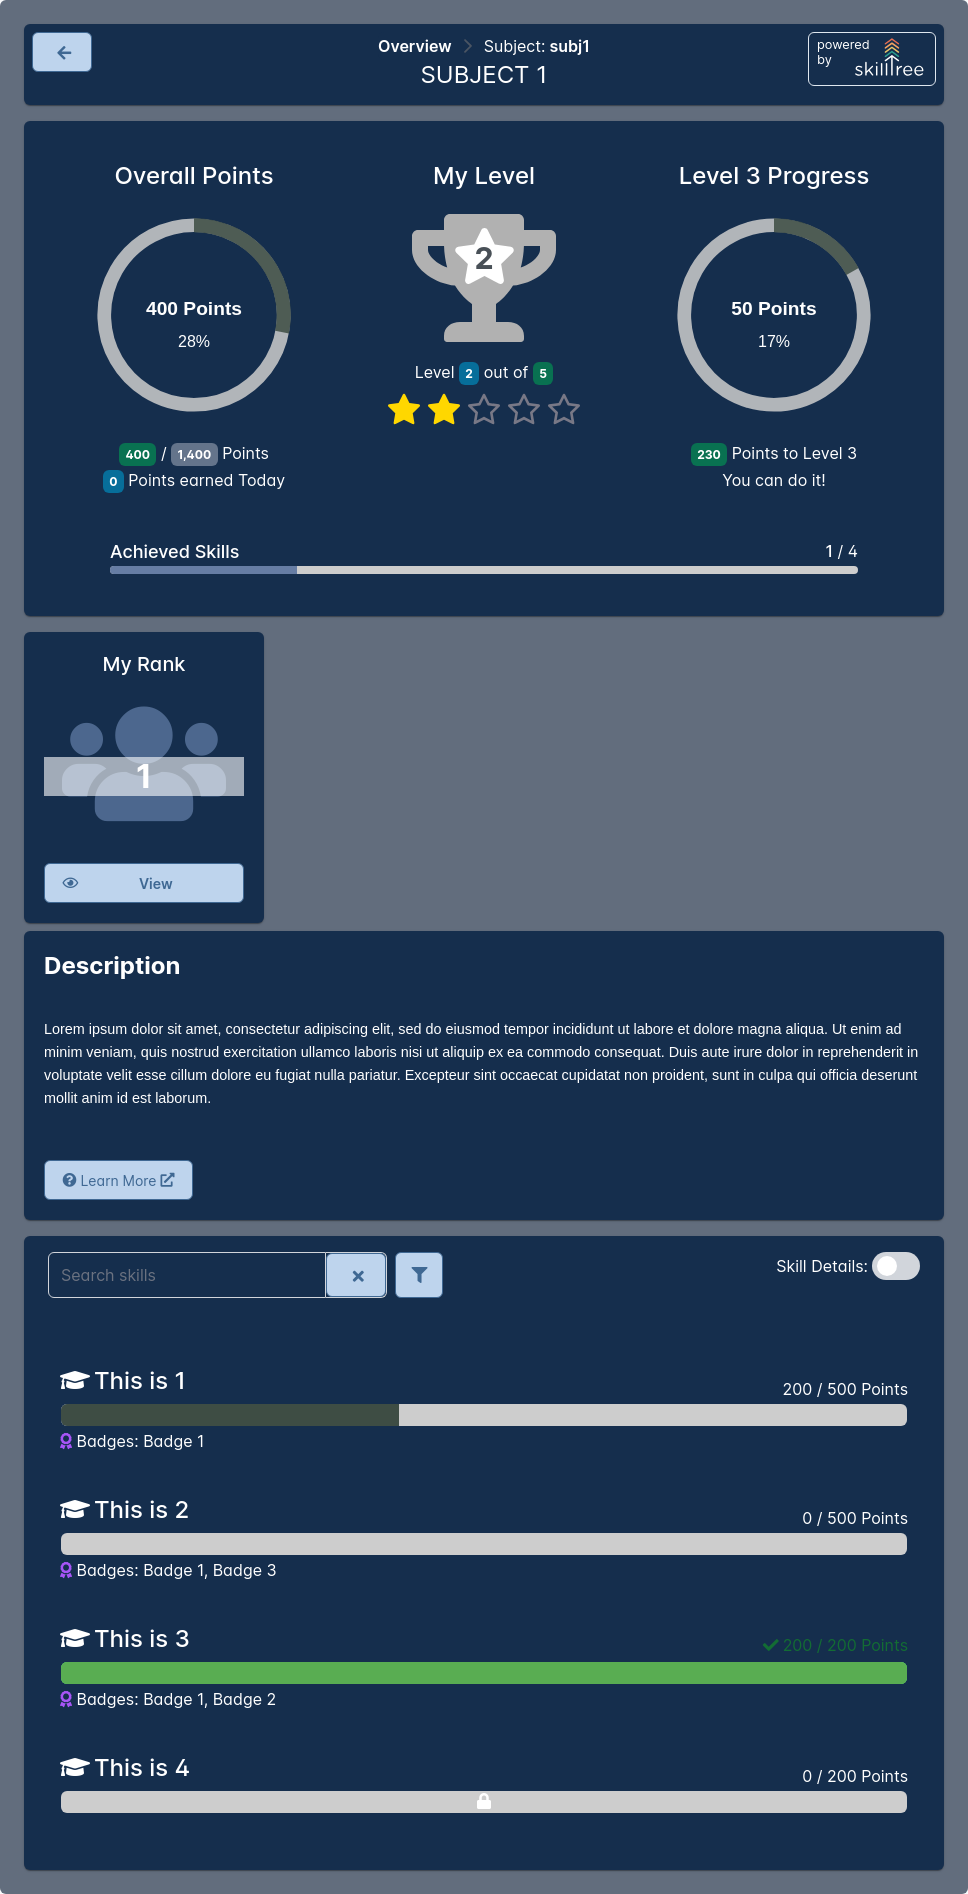 Overview > Subject: subj1
SUBJECT 1
powered
by
skilltree
Overall Points
My Level
Level 3 Progress
400 Points
28%
2
50 Points
17%
Level 2 out of 5
400 / 1,400 Points
0 Points earned Today
230 Points to Level 3
You can do it!
Achieved Skills
1 / 4
My Rank
1
View
Description
Lorem ipsum dolor sit amet, consectetur adipiscing elit, sed do eiusmod tempor incididunt ut labore et dolore magna aliqua. Ut enim ad
minim veniam, quis nostrud exercitation ullamco laboris nisi ut aliquip ex ea commodo consequat. Duis aute irure dolor in reprehenderit in
voluptate velit esse cillum dolore eu fugiat nulla pariatur. Excepteur sint occaecat cupidatat non proident, sunt in culpa qui officia deserunt
mollit anim id est laborum.
Learn More
Search skills
Skill Details:
This is 1
200 / 500 Points
Badges: Badge 1
This is 2
0 / 500 Points
Badges: Badge 1, Badge 3
This is 3
200 / 200 Points
Badges: Badge 1, Badge 2
This is 4
0 / 200 Points